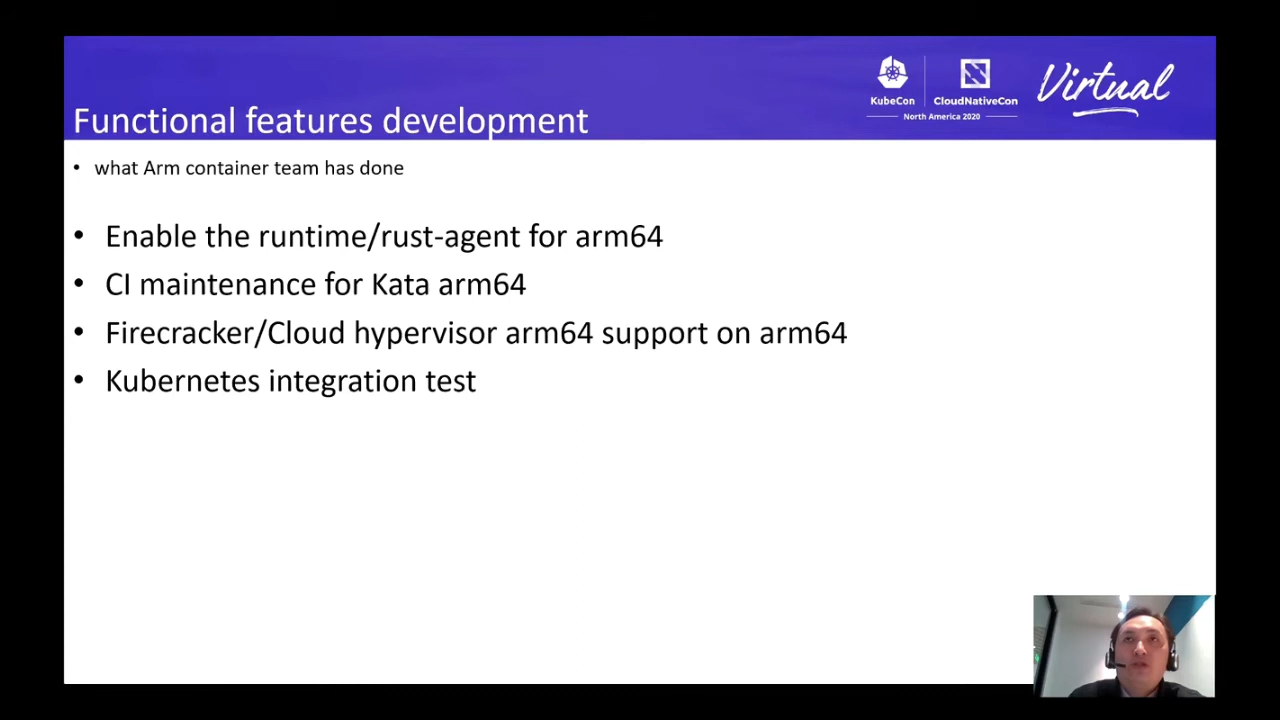 Functional features development
KubeCon
CloudNativeCon
North America 2020
Virtual
• what Arm container team has done
• Enable the runtime/rust-agent for arm64
• CI maintenance for Kata arm64
• Firecracker/Cloud hypervisor arm64 support on arm64
• Kubernetes integration test